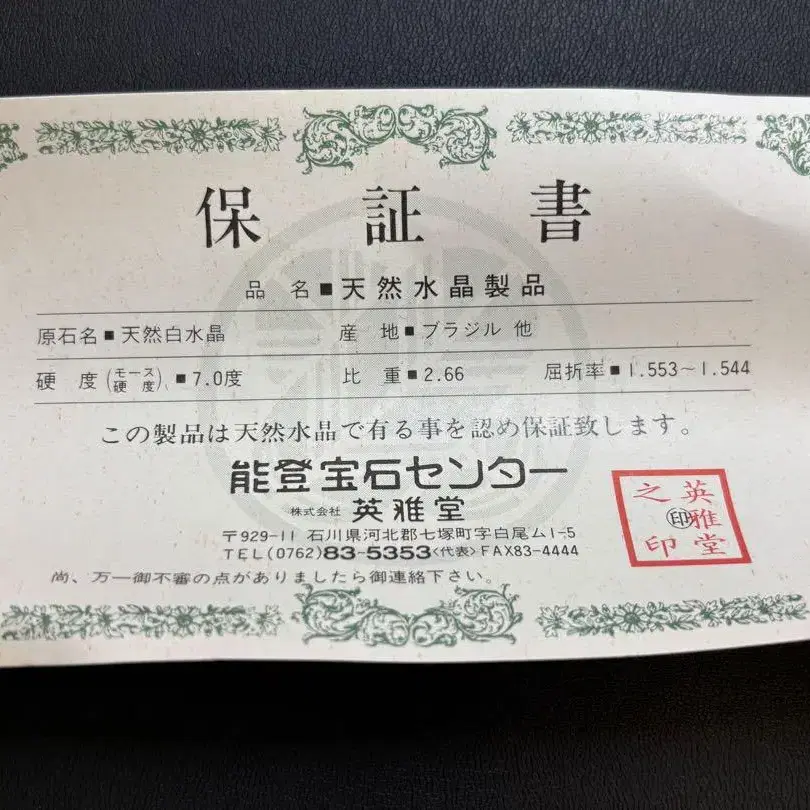 保証書
品名■天然水晶製品
原石名■天然白水晶 産地■ブラジル 他
硬度(モース硬度)■7.0度 比重■2.66 屈折率■1.553~1.544
この製品は天然水晶で有る事を認め保証致します。
能登宝石センター
株式会社 英雅堂
〒929-11 石川県河北郡七塚町字白尾ム1-5
TEL(0762)83-5353<代表>FAX83-4444
尚、万一御不審の点がありましたら御連絡下さい。
英雅堂
之印
印